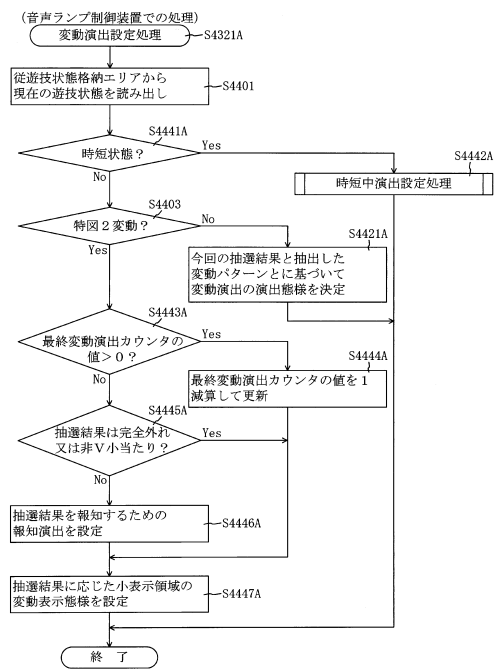 (音声ランプ制御装置での処理)
変動演出設定処理
S4321A
従遊技状態格納エリアから
現在の遊技状態を読み出し
S4401
S4441A
時短状態?
Yes
No
S4442A
時短中演出設定処理
S4403
特図2変動?
No
Yes
S4421A
今回の抽選結果と抽出した
変動パターンとに基づいて
変動演出の演出態様を決定
S4443A
最終変動演出カウンタの
値>0?
Yes
No
S4444A
最終変動演出カウンタの値を1
減算して更新
S4445A
抽選結果は完全外れ
又は非V小当たり?
Yes
No
抽選結果を報知するための
報知演出を設定
S4446A
抽選結果に応じた小表示領域の
変動表示態様を設定
S4447A
終 了